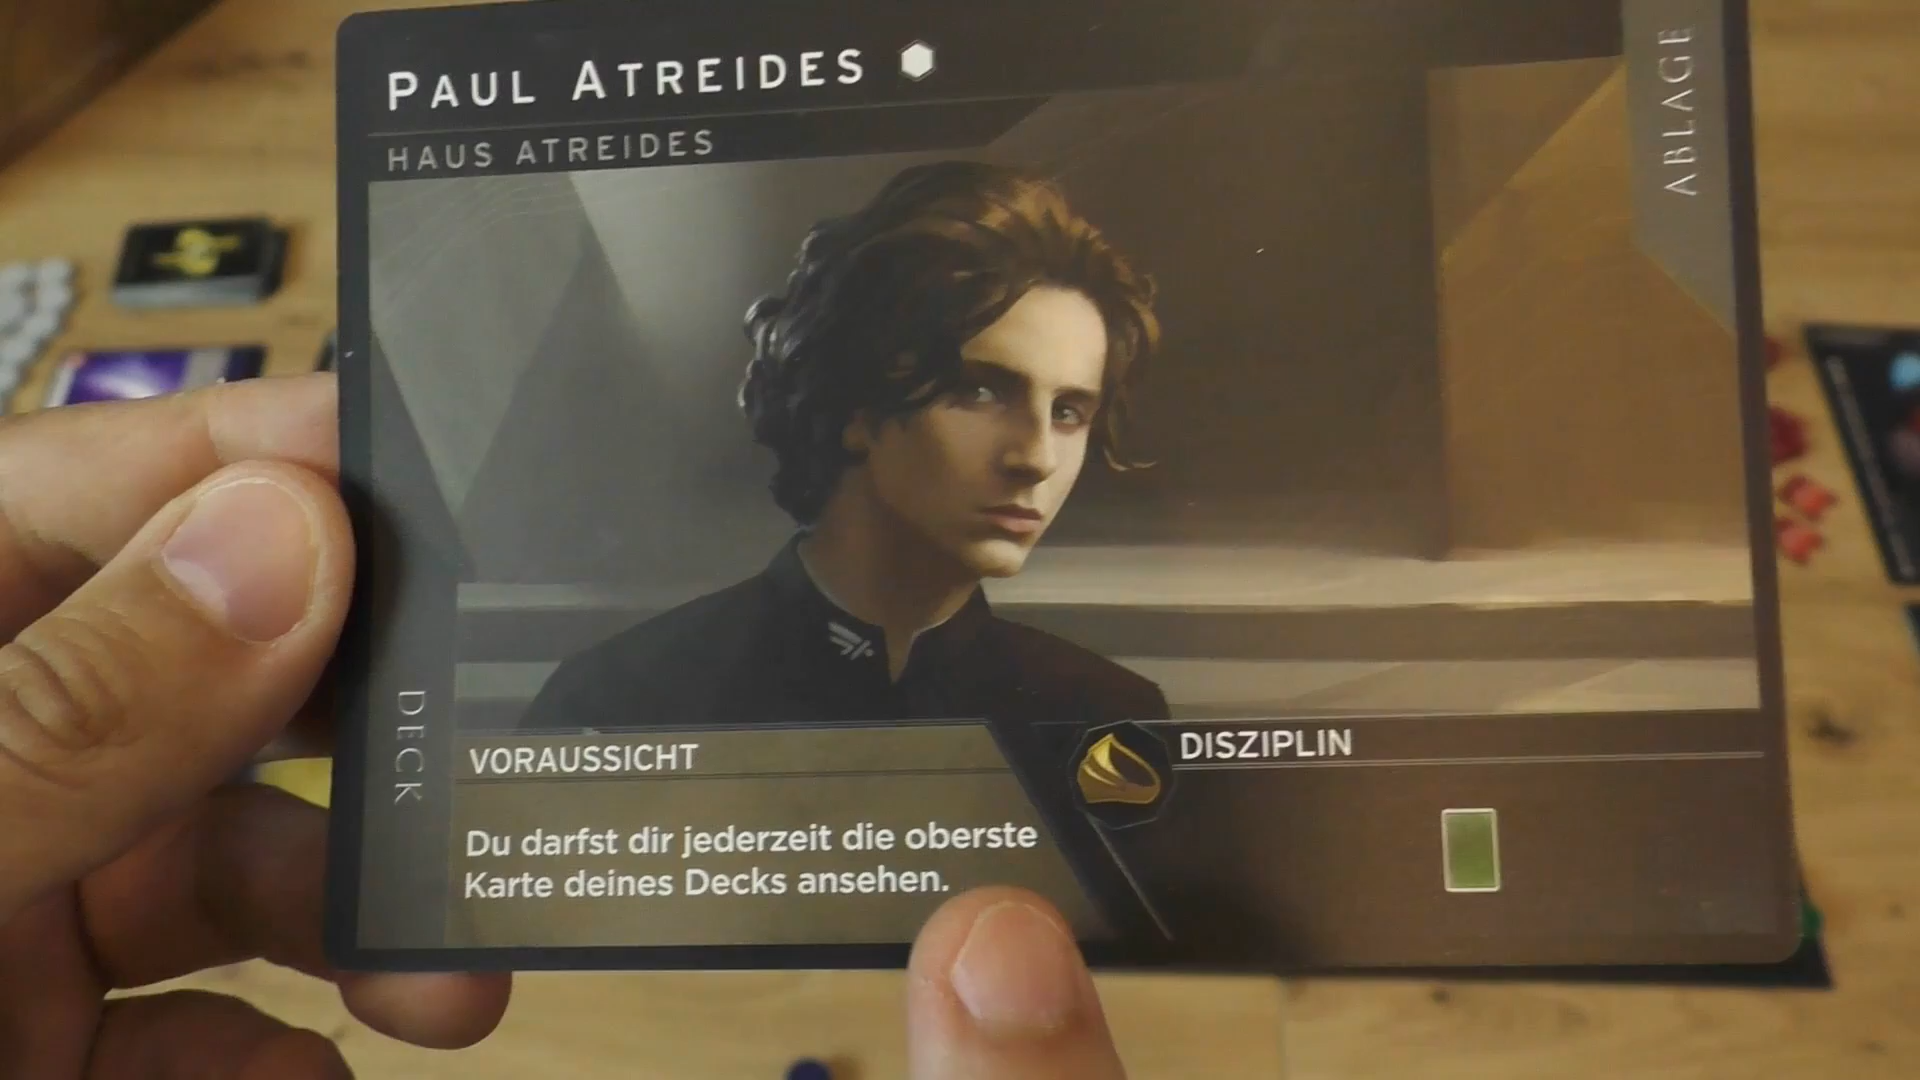 PAUL ATREIDES
HAUS ATREIDES
ABLAGE
DECK
VORAUSSICHT
Du darfst dir jederzeit die oberste
Karte deines Decks ansehen.
DISZIPLIN